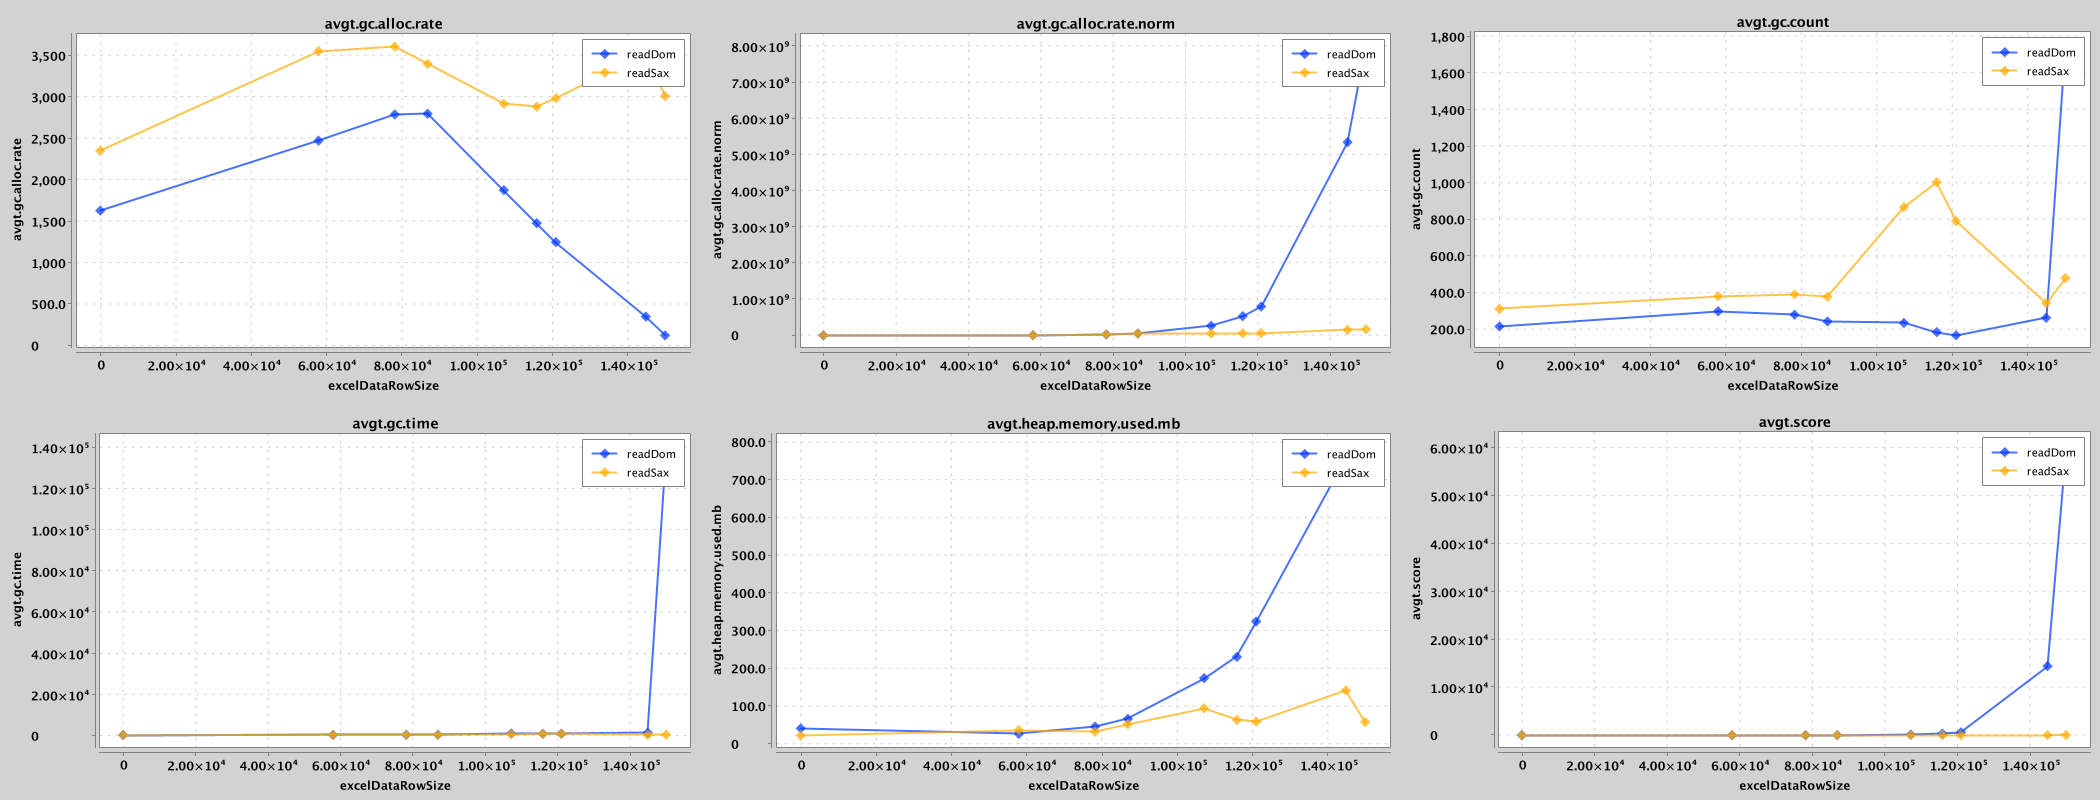 avgt.gc.alloc.rate
avgt.gc.alloc.rate
3,500
3,000
2,500
2,000
1,500
1,000
500.0
0
readDom
readSax
0 2.00×10⁴ 4.00×10⁴ 6.00×10⁴ 8.00×10⁴ 1.00×10⁵ 1.20×10⁵ 1.40×10⁵
excelDataRowSize
avgt.gc.alloc.rate.norm
avgt.gc.alloc.rate.norm
8.00×10⁹
7.00×10⁹
6.00×10⁹
5.00×10⁹
4.00×10⁹
3.00×10⁹
2.00×10⁹
1.00×10⁹
0
readDom
readSax
0 2.00×10⁴ 4.00×10⁴ 6.00×10⁴ 8.00×10⁴ 1.00×10⁵ 1.20×10⁵ 1.40×10⁵
excelDataRowSize
avgt.gc.count
avgt.gc.count
1,800
1,600
1,400
1,200
1,000
800.0
600.0
400.0
200.0
readDom
readSax
0 2.00×10⁴ 4.00×10⁴ 6.00×10⁴ 8.00×10⁴ 1.00×10⁵ 1.20×10⁵ 1.40×10⁵
excelDataRowSize
avgt.gc.time
avgt.gc.time
1.40×10⁵
1.20×10⁵
1.00×10⁵
8.00×10⁴
6.00×10⁴
4.00×10⁴
2.00×10⁴
0
readDom
readSax
0 2.00×10⁴ 4.00×10⁴ 6.00×10⁴ 8.00×10⁴ 1.00×10⁵ 1.20×10⁵ 1.40×10⁵
excelDataRowSize
avgt.heap.memory.used.mb
avgt.heap.memory.used.mb
800.0
700.0
600.0
500.0
400.0
300.0
200.0
100.0
0
readDom
readSax
0 2.00×10⁴ 4.00×10⁴ 6.00×10⁴ 8.00×10⁴ 1.00×10⁵ 1.20×10⁵ 1.40×10⁵
excelDataRowSize
avgt.score
avgt.score
6.00×10⁴
5.00×10⁴
4.00×10⁴
3.00×10⁴
2.00×10⁴
1.00×10⁴
0
readDom
readSax
0 2.00×10⁴ 4.00×10⁴ 6.00×10⁴ 8.00×10⁴ 1.00×10⁵ 1.20×10⁵ 1.40×10⁵
excelDataRowSize